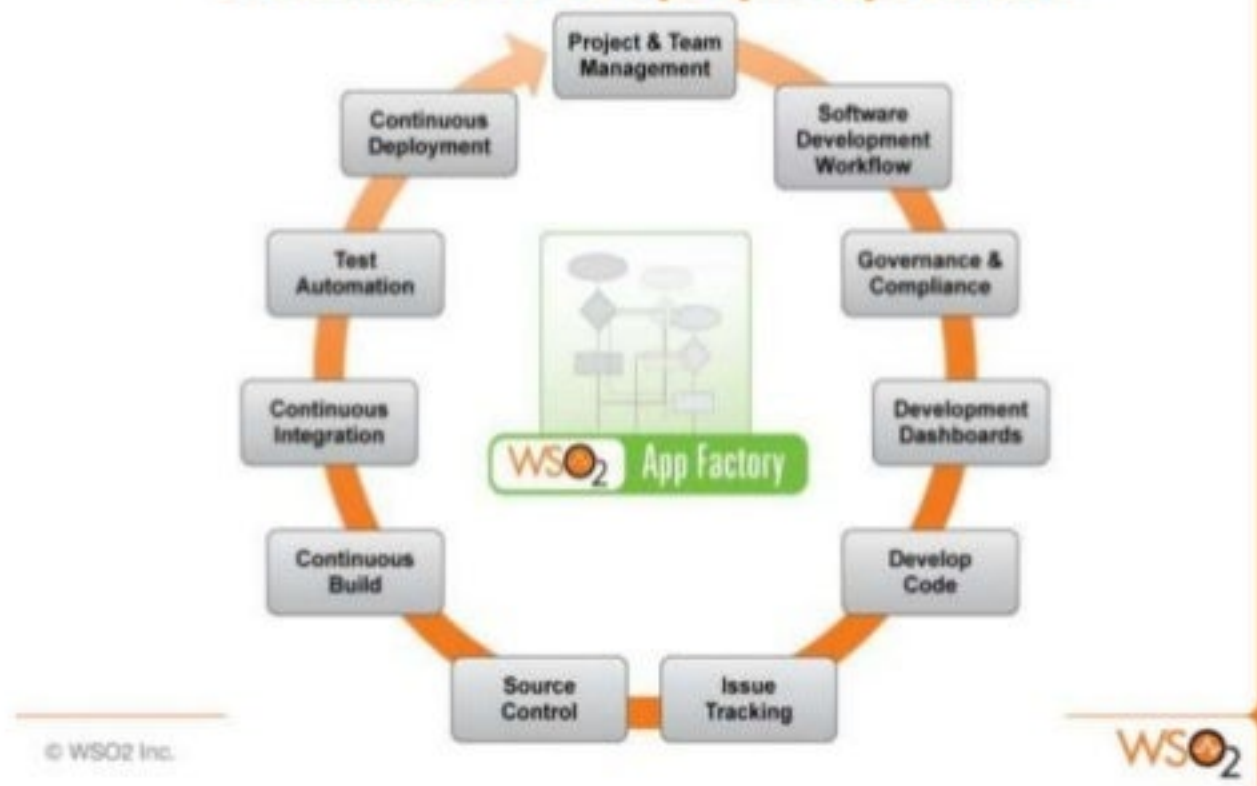 Project & Team
Management
Software
Development
Workflow
Governance &
Compliance
Development
Dashboards
Develop
Code
Issue
Tracking
Source
Control
Continuous
Build
Continuous
Integration
Test
Automation
Continuous
Deployment
WSO2 App Factory
© WSO2 Inc.
WSO2